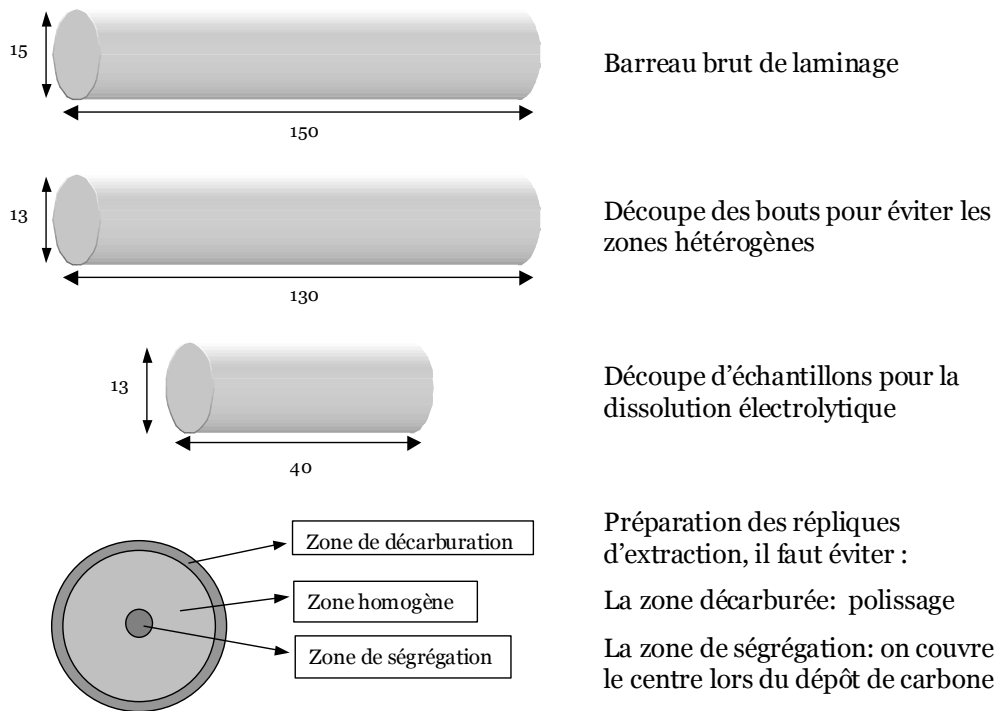 15
Barreau brut de laminage
150
13
Découpe des bouts pour éviter les
zones hétérogènes
130
13
Découpe d'échantillons pour la
dissolution électrolytique
40
Zone de décarburation
Zone homogène
Zone de ségrégation
Préparation des répliques
d'extraction, il faut éviter :
La zone décarburée: polissage
La zone de ségrégation: on couvre
le centre lors du dépôt de carbone